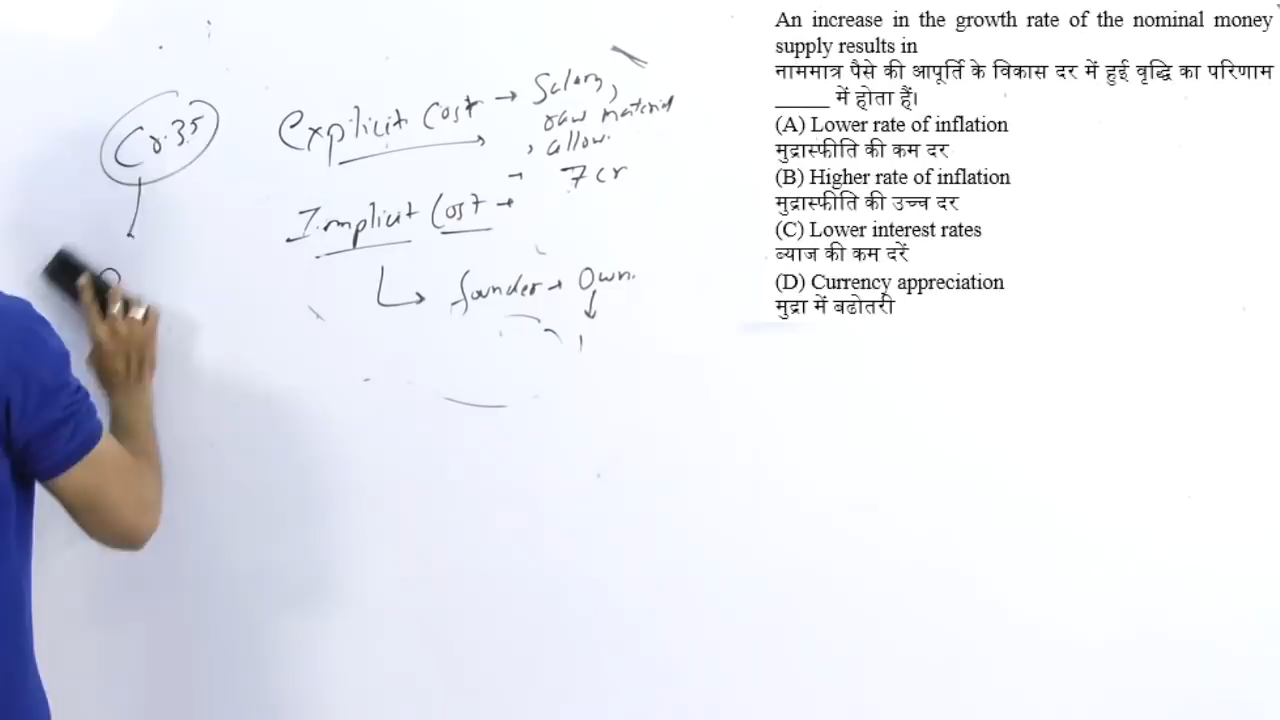 Cr.35
Explicit Cost → Salary,
raw material
, allow.
7 cr
Implicit Cost →
founder → Own.
An increase in the growth rate of the nominal money
supply results in
नाममात्र पैसे की आपूर्ति के विकास दर में हुई वृद्धि का परिणाम
_____ में होता हैं।
(A) Lower rate of inflation
मुद्रास्फीति की कम दर
(B) Higher rate of inflation
मुद्रास्फीति की उच्च दर
(C) Lower interest rates
ब्याज की कम दरें
(D) Currency appreciation
मुद्रा में बढोतरी